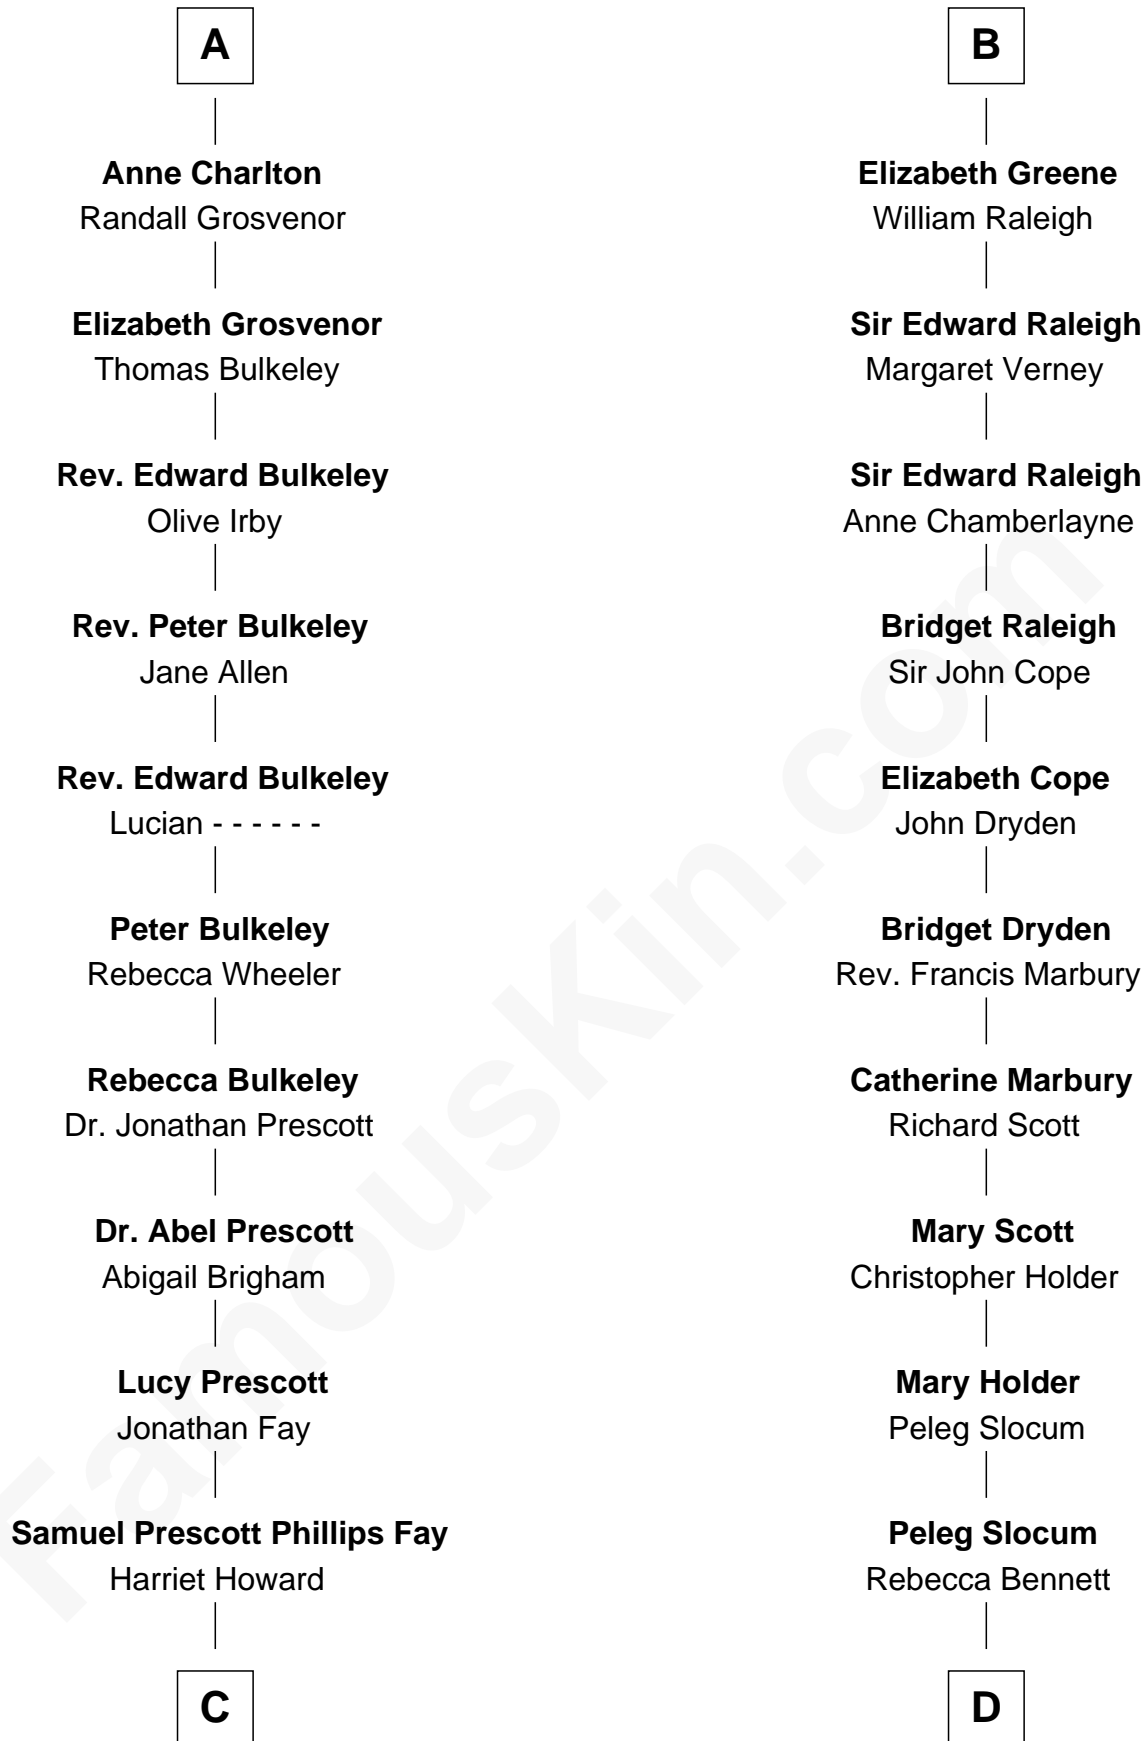 A
Anne Charlton
Randall Grosvenor
Elizabeth Grosvenor
Thomas Bulkeley
Rev. Edward Bulkeley
Olive Irby
Rev. Peter Bulkeley
Jane Allen
Rev. Edward Bulkeley
Lucian - - - - - -
Peter Bulkeley
Rebecca Wheeler
Rebecca Bulkeley
Dr. Jonathan Prescott
Dr. Abel Prescott
Abigail Brigham
Lucy Prescott
Jonathan Fay
Samuel Prescott Phillips Fay
Harriet Howard
C
B
Elizabeth Greene
William Raleigh
Sir Edward Raleigh
Margaret Verney
Sir Edward Raleigh
Anne Chamberlayne
Bridget Raleigh
Sir John Cope
Elizabeth Cope
John Dryden
Bridget Dryden
Rev. Francis Marbury
Catherine Marbury
Richard Scott
Mary Scott
Christopher Holder
Mary Holder
Peleg Slocum
Peleg Slocum
Rebecca Bennett
D
FamousKin.com